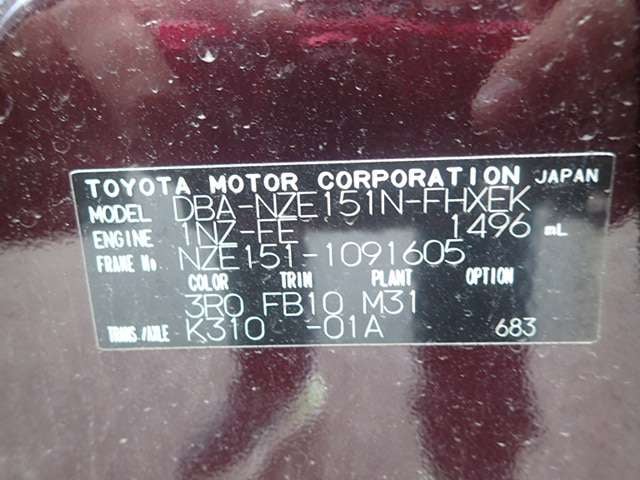 TOYOTA MOTOR CORPORATION JAPAN
MODEL DBA-NZE151N-FHXEK
ENGINE 1NZ-FE 1496 mL
FRAME No NZE151-1091605
COLOR TRIM PLANT OPTION
3R0 FB10 M31
TRANS./AXLE K310 -01A 683